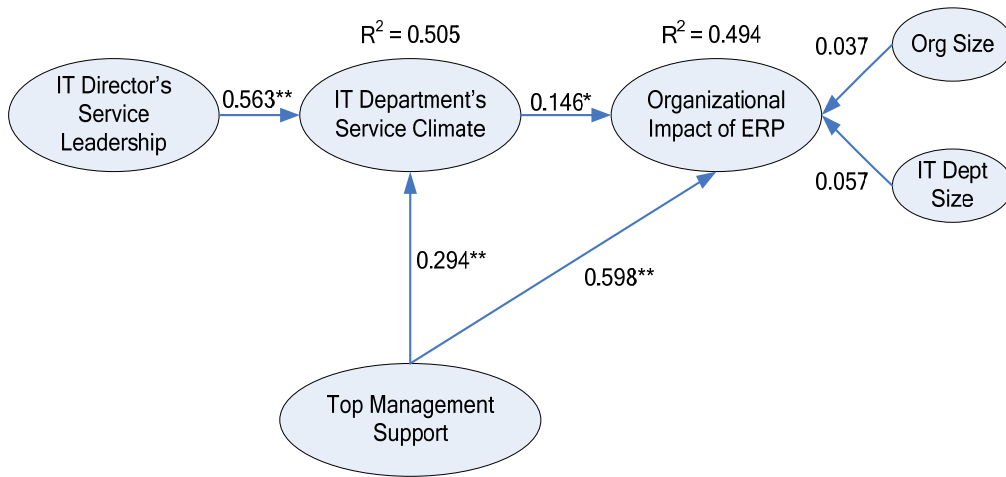 R² = 0.505
R² = 0.494
0.037
Org Size
IT Director's
Service
Leadership
0.563**
IT Department's
Service Climate
0.146*
Organizational
Impact of ERP
0.057
IT Dept
Size
0.294**
0.598**
Top Management
Support